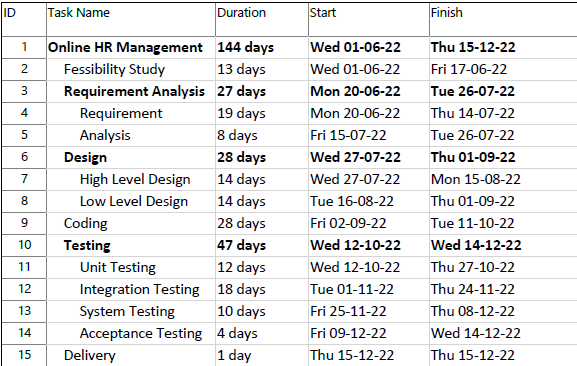 ID Task Name Duration Start Finish
1 Online HR Management 144 days Wed 01-06-22 Thu 15-12-22
2 Fessibility Study 13 days Wed 01-06-22 Fri 17-06-22
3 Requirement Analysis 27 days Mon 20-06-22 Tue 26-07-22
4 Requirement 19 days Mon 20-06-22 Thu 14-07-22
5 Analysis 8 days Fri 15-07-22 Tue 26-07-22
6 Design 28 days Wed 27-07-22 Thu 01-09-22
7 High Level Design 14 days Wed 27-07-22 Mon 15-08-22
8 Low Level Design 14 days Tue 16-08-22 Thu 01-09-22
9 Coding 28 days Fri 02-09-22 Tue 11-10-22
10 Testing 47 days Wed 12-10-22 Wed 14-12-22
11 Unit Testing 12 days Wed 12-10-22 Thu 27-10-22
12 Integration Testing 18 days Tue 01-11-22 Thu 24-11-22
13 System Testing 10 days Fri 25-11-22 Thu 08-12-22
14 Acceptance Testing 4 days Fri 09-12-22 Wed 14-12-22
15 Delivery 1 day Thu 15-12-22 Thu 15-12-22